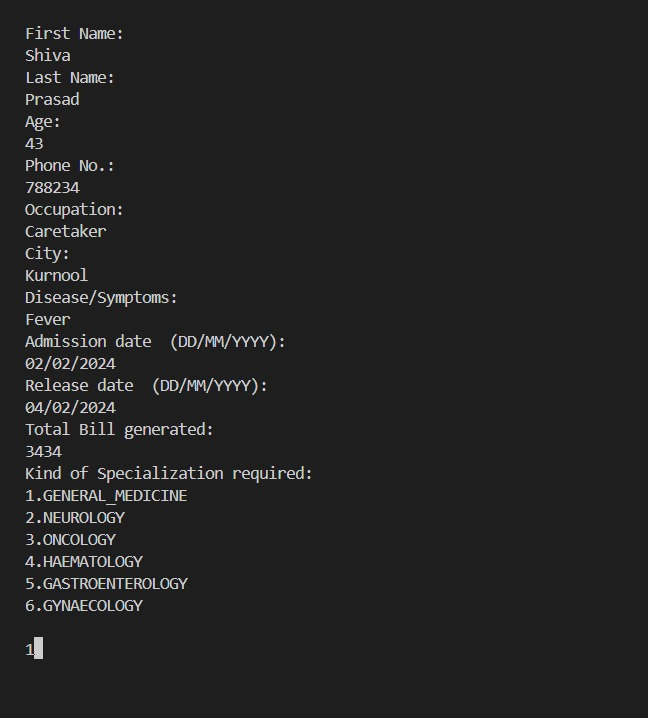 First Name:
Shiva
Last Name:
Prasad
Age:
43
Phone No.:
788234
Occupation:
Caretaker
City:
Kurnool
Disease/Symptoms:
Fever
Admission date  (DD/MM/YYYY):
02/02/2024
Release date  (DD/MM/YYYY):
04/02/2024
Total Bill generated:
3434
Kind of Specialization required:
1.GENERAL_MEDICINE
2.NEUROLOGY
3.ONCOLOGY
4.HAEMATOLOGY
5.GASTROENTEROLOGY
6.GYNAECOLOGY
1